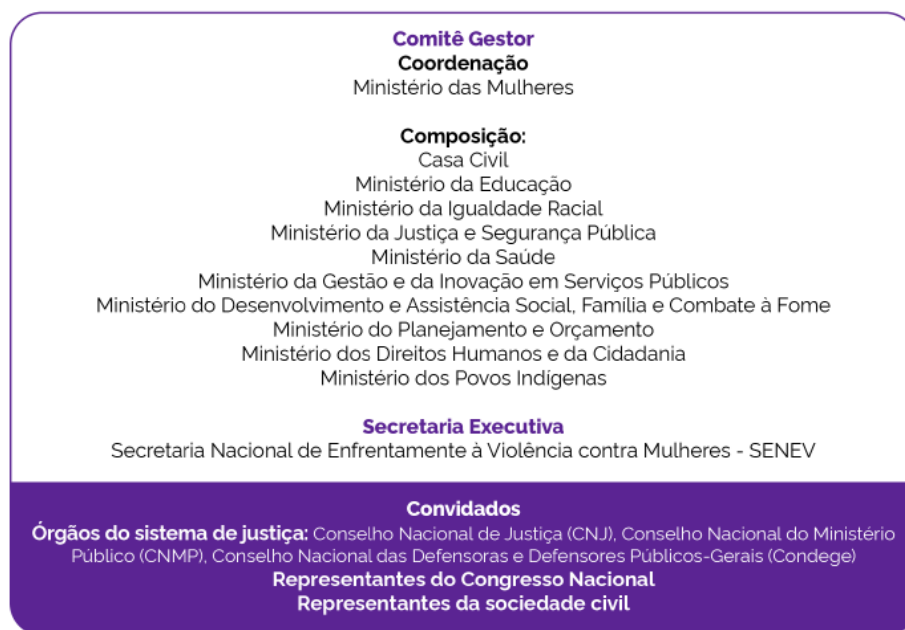 Comitê Gestor
Coordenação
Ministério das Mulheres
Composição:
Casa Civil
Ministério da Educação
Ministério da Igualdade Racial
Ministério da Justiça e Segurança Pública
Ministério da Saúde
Ministério da Gestão e da Inovação em Serviços Públicos
Ministério do Desenvolvimento e Assistência Social, Família e Combate à Fome
Ministério do Planejamento e Orçamento
Ministério dos Direitos Humanos e da Cidadania
Ministério dos Povos Indígenas
Secretaria Executiva
Secretaria Nacional de Enfrentamento à Violência contra Mulheres - SENEV
Convidados
Órgãos do sistema de justiça: Conselho Nacional de Justiça (CNJ), Conselho Nacional do Ministério
Público (CNMP), Conselho Nacional das Defensoras e Defensores Públicos-Gerais (Condege)
Representantes do Congresso Nacional
Representantes da sociedade civil